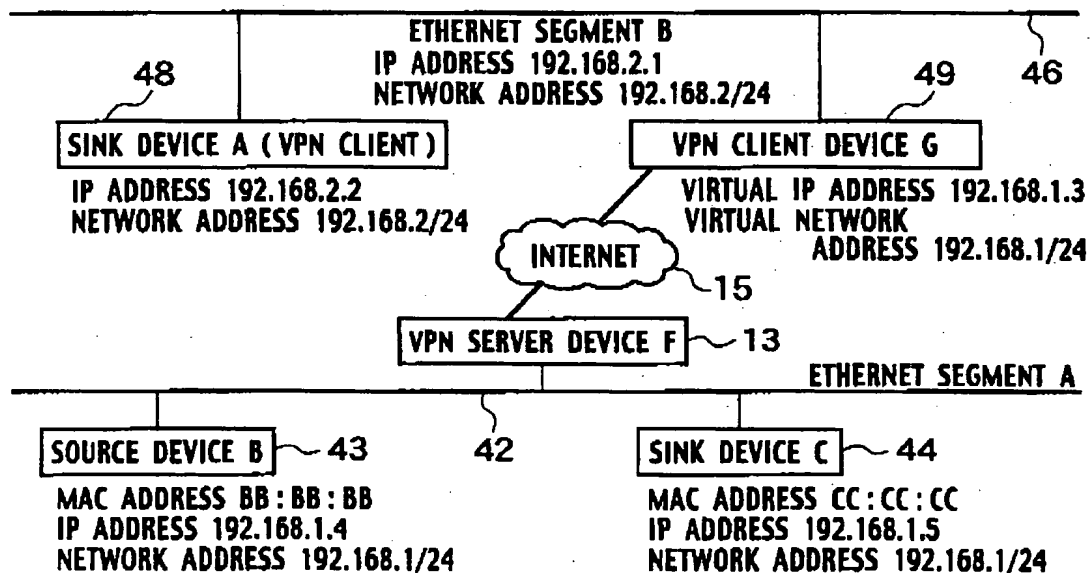 ETHERNET SEGMENT B
IP ADDRESS 192.168.2.1
NETWORK ADDRESS 192.168.2/24
46
48
49
SINK DEVICE A (VPN CLIENT)
VPN CLIENT DEVICE G
IP ADDRESS 192.168.2.2
NETWORK ADDRESS 192.168.2/24
VIRTUAL IP ADDRESS 192.168.1.3
VIRTUAL NETWORK
ADDRESS 192.168.1/24
INTERNET
15
VPN SERVER DEVICE F
13
ETHERNET SEGMENT A
42
SOURCE DEVICE B
43
SINK DEVICE C
44
MAC ADDRESS BB:BB:BB
IP ADDRESS 192.168.1.4
NETWORK ADDRESS 192.168.1/24
MAC ADDRESS CC:CC:CC
IP ADDRESS 192.168.1.5
NETWORK ADDRESS 192.168.1/24